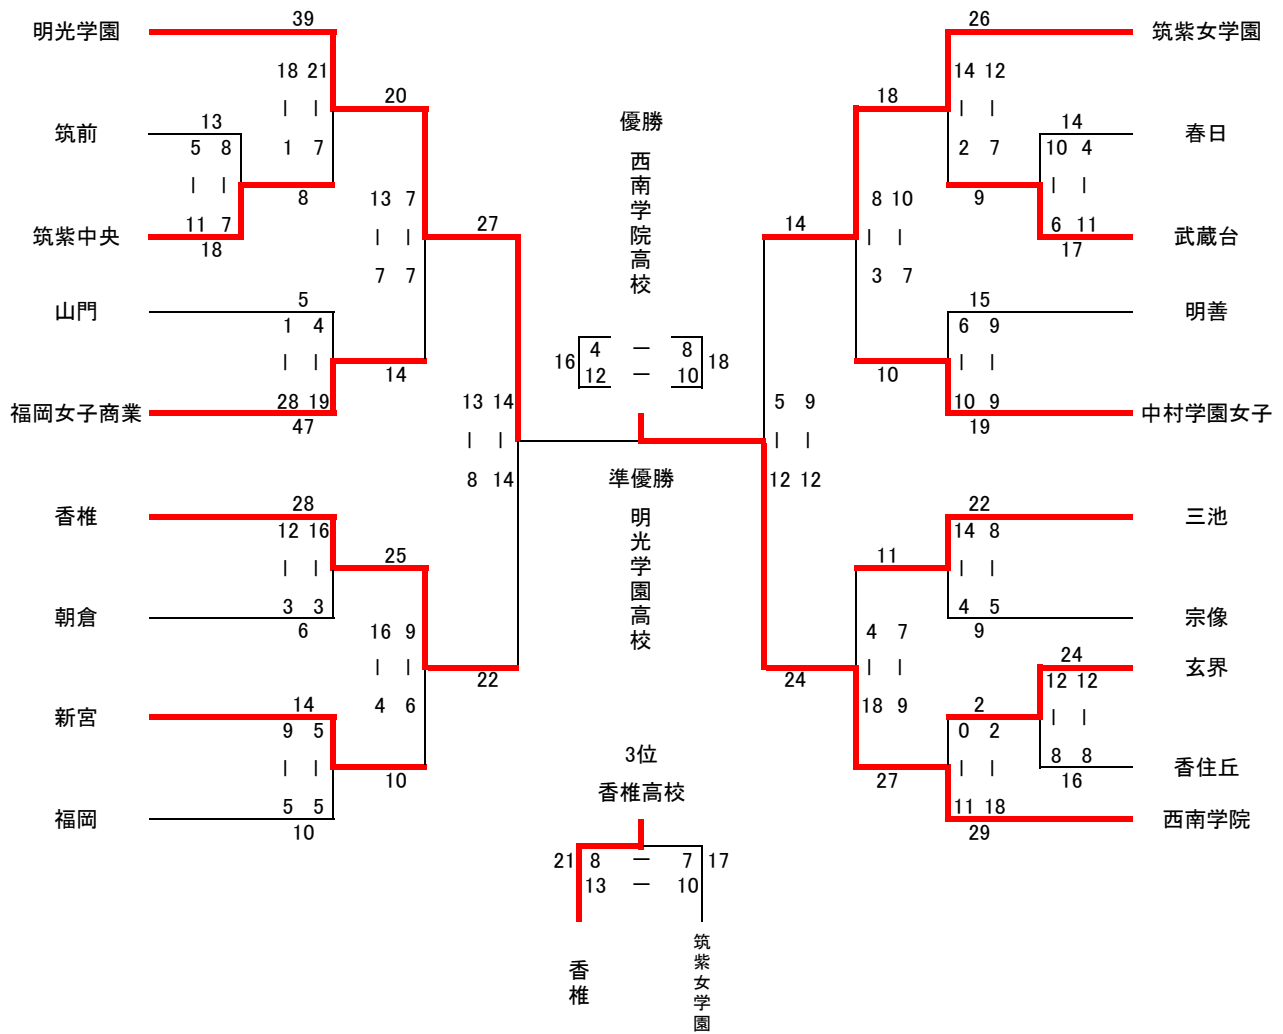 39
明光学園
18 21
| |
1 7
20
13
筑前
5 8
| |
11 7
筑紫中央
18
8
13 7
| |
7 7
27
5
山門
1 4
| |
28 19
福岡女子商業
47
14
13 14
| |
8 14
28
香椎
12 16
| |
3 3
朝倉
6
25
16 9
| |
4 6
22
14
新宮
9 5
| |
5 5
福岡
10
10
優勝
西南学院高校
16 4 － 8 18
12 － 10
準優勝
明光学園高校
3位
香椎高校
21 8 － 7 17
13 － 10
香椎
筑紫女学園
26
筑紫女学園
14 12
| |
2 7
18
14
春日
10 4
| |
6 11
武蔵台
17
9
8 10
| |
3 7
14
15
明善
6 9
| |
10 9
中村学園女子
19
10
5 9
| |
12 12
22
三池
14 8
| |
4 5
宗像
9
11
4 7
| |
18 9
24
24
玄界
12 12
| |
8 8
香住丘
16
2
0 2
| |
11 18
西南学院
29
27